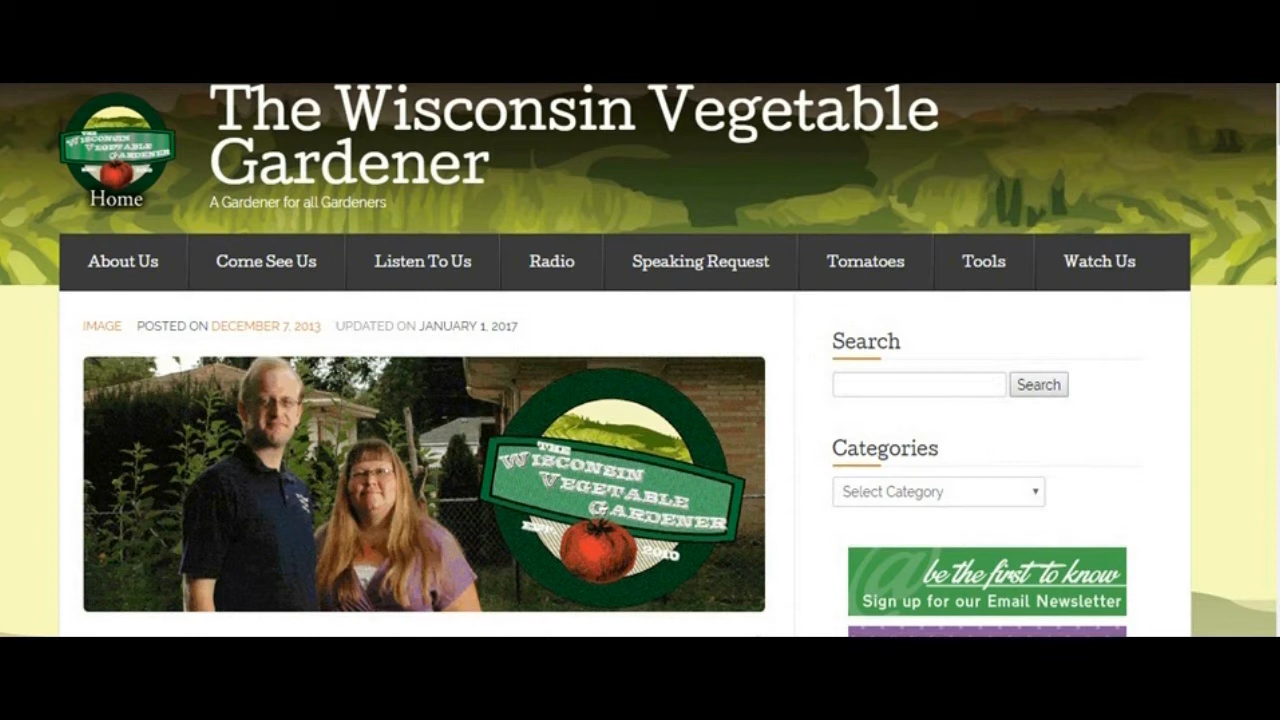 The Wisconsin Vegetable
Gardener
A Gardener for all Gardeners
THE
WISCONSIN
VEGETABLE
GARDENER
Home
About Us
Come See Us
Listen To Us
Radio
Speaking Request
Tomatoes
Tools
Watch Us
IMAGE POSTED ON DECEMBER 7, 2013 UPDATED ON JANUARY 1, 2017
THE
WISCONSIN
VEGETABLE
GARDENER
2010
Search
Search
Categories
Select Category
be the first to know
Sign up for our Email Newsletter